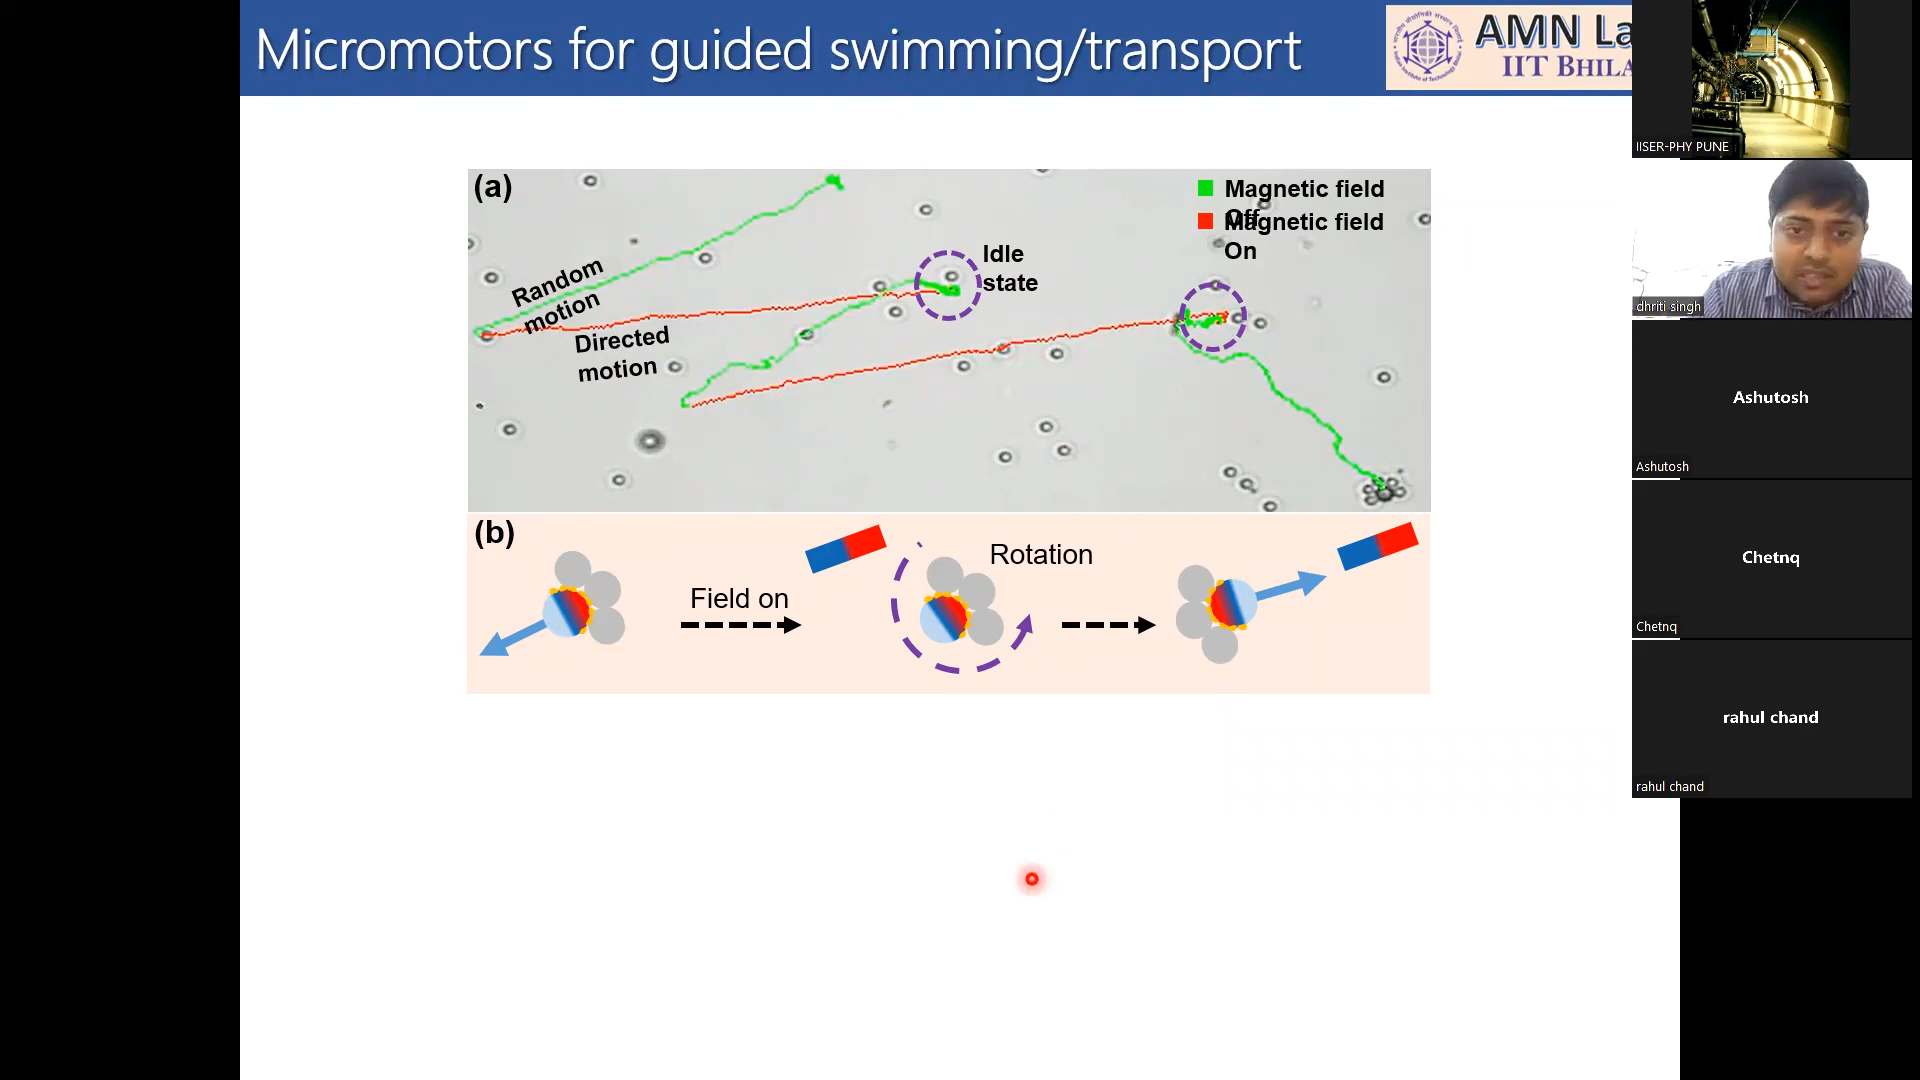 Micromotors for guided swimming/transport
AMN La
IIT BHILA
(a)
Magnetic field
Off
Magnetic field
On
Idle
state
Random
motion
Directed
motion
(b)
Field on
Rotation
IISER-PHY PUNE
dhriti singh
Ashutosh
Ashutosh
Chetnq
Chetnq
rahul chand
rahul chand